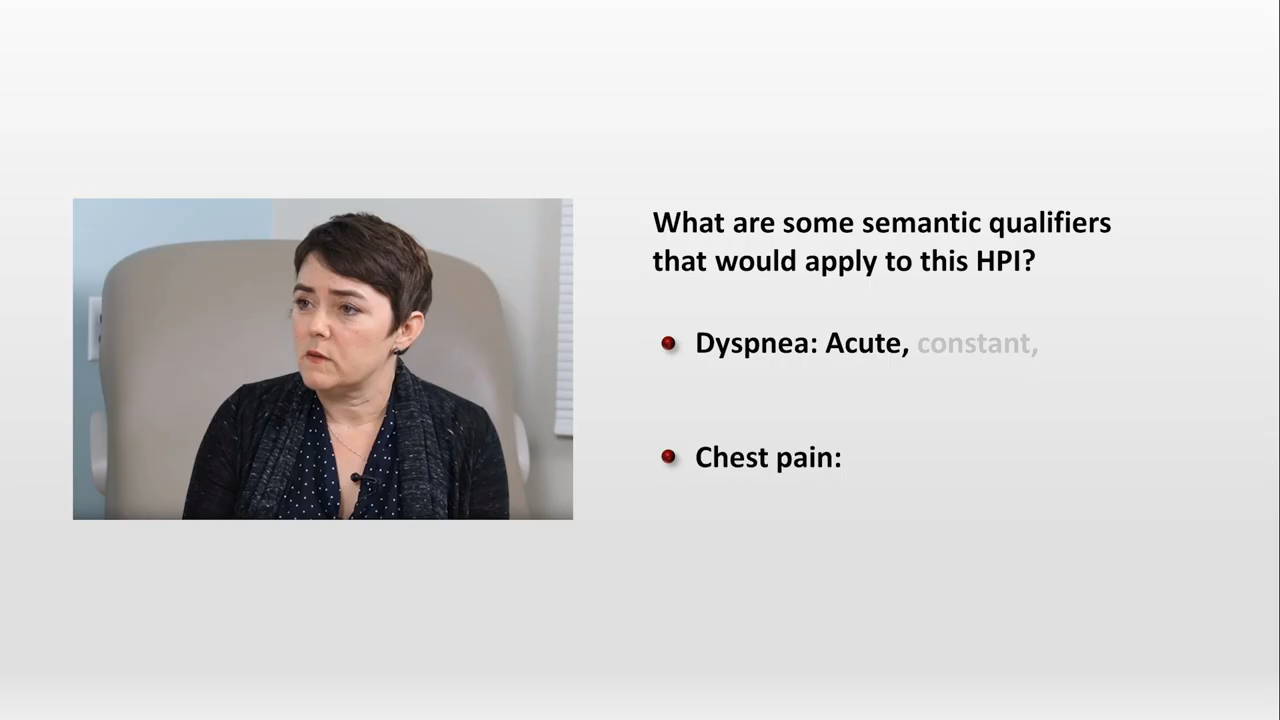 What are some semantic qualifiers
that would apply to this HPI?
Dyspnea: Acute, constant,
Chest pain: